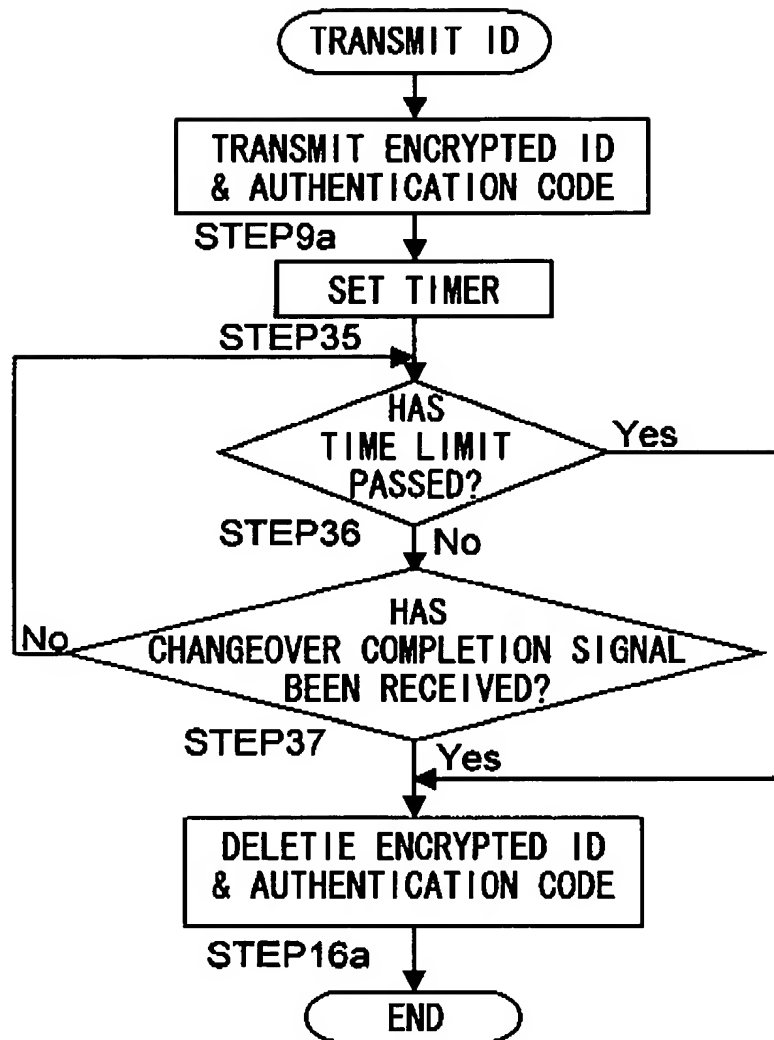 TRANSMIT ID
TRANSMIT ENCRYPTED ID
& AUTHENTICATION CODE
STEP9a
SET TIMER
STEP35
HAS
TIME LIMIT
PASSED?
Yes
STEP36
No
HAS
CHANGEOVER COMPLETION SIGNAL
BEEN RECEIVED?
No
STEP37
Yes
DELETIE ENCRYPTED ID
& AUTHENTICATION CODE
STEP16a
END